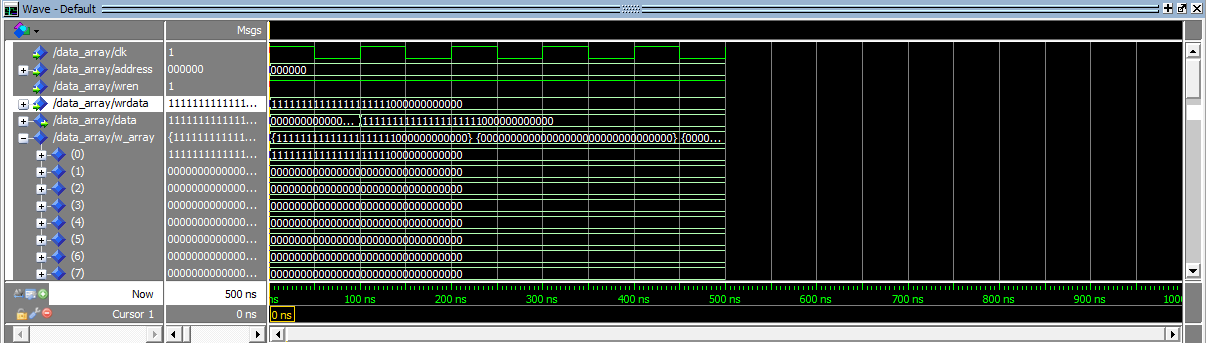 Wave - Default
Msgs
/data_array/clk 1
/data_array/address 000000 000000
/data_array/wren 1
/data_array/wrdata 1111111111111... 11111111111111111111000000000000
/data_array/data 1111111111111... 000000000000... 11111111111111111111000000000000
/data_array/w_array {111111111111... {11111111111111111111000000000000} {00000000000000000000000000000000} {0000...
(0) 1111111111111... 11111111111111111111000000000000
(1) 0000000000000... 00000000000000000000000000000000
(2) 0000000000000... 00000000000000000000000000000000
(3) 0000000000000... 00000000000000000000000000000000
(4) 0000000000000... 00000000000000000000000000000000
(5) 0000000000000... 00000000000000000000000000000000
(6) 0000000000000... 00000000000000000000000000000000
(7) 0000000000000... 00000000000000000000000000000000
Now 500 ns ns 100 ns 200 ns 300 ns 400 ns 500 ns 600 ns 700 ns 800 ns 900 ns 1000
Cursor 1 0 ns 0 ns